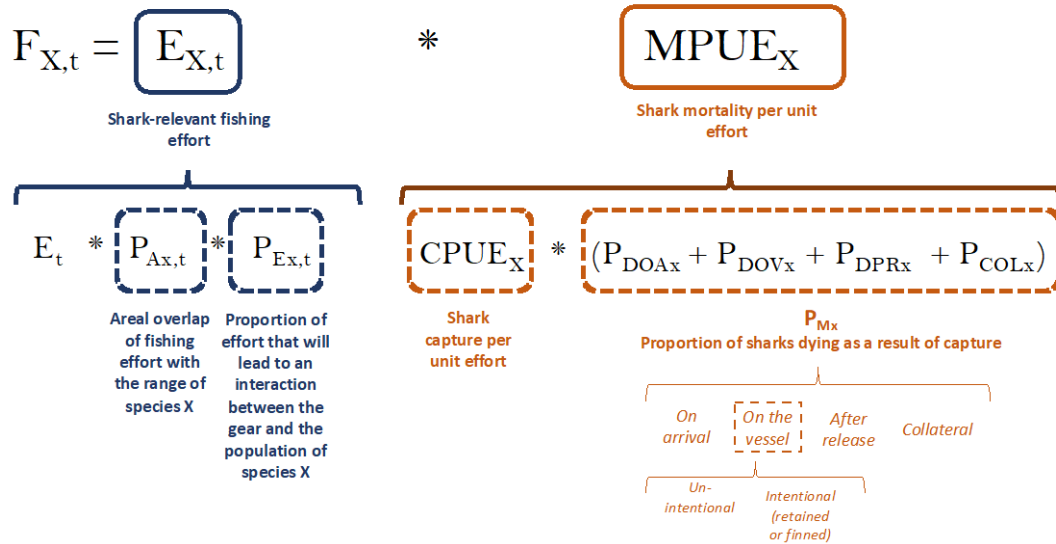 F_X,t = E_X,t * MPUE_X
Shark-relevant fishing
effort
Shark mortality per unit
effort
E_t * P_Ax,t * P_Ex,t
CPUE_X * (P_DOAx + P_DOVx + P_DPRx + P_COLx)
Areal overlap
of fishing
effort with
the range of
species X
Proportion of
effort that will
lead to an
interaction
between the
gear and the
population of
species X
Shark
capture per
unit effort
P_Mx
Proportion of sharks dying as a result of capture
On
arrival
On the
vessel
After
release
Collateral
Un-
intentional
Intentional
(retained
or finned)